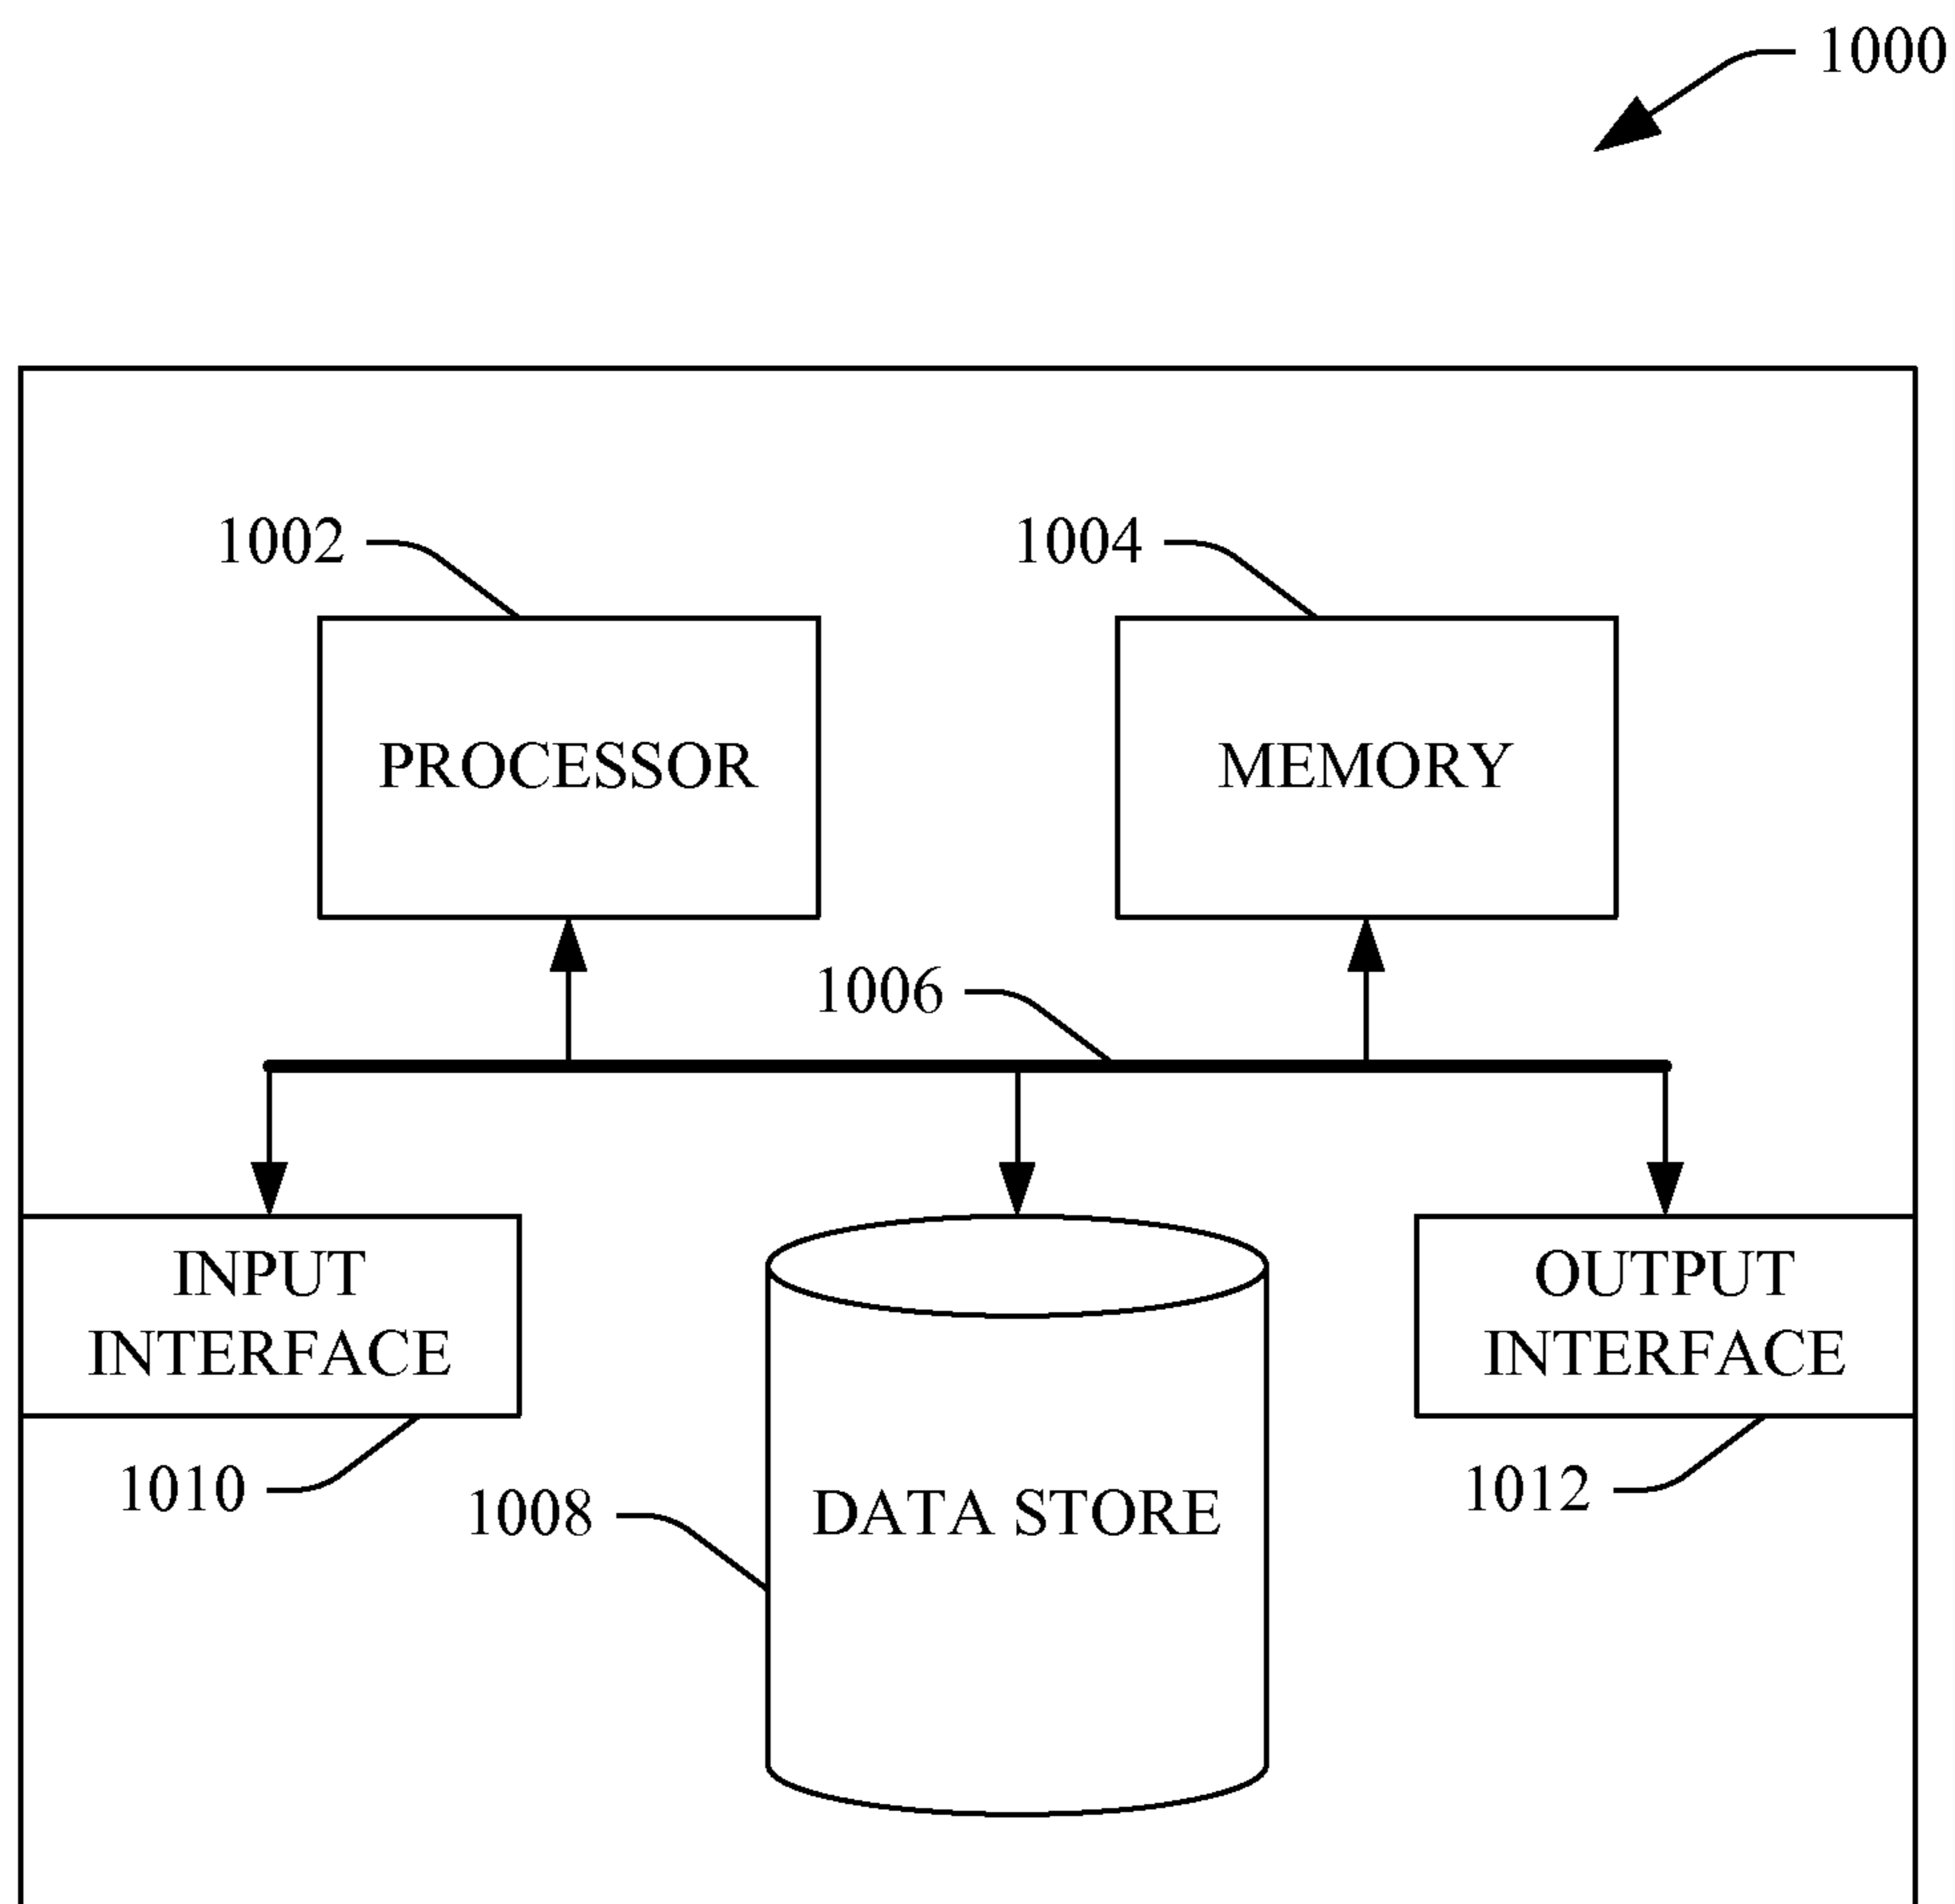 1000
1002
1004
PROCESSOR
MEMORY
1006
INPUT
INTERFACE
OUTPUT
INTERFACE
1010
1008
DATA STORE
1012